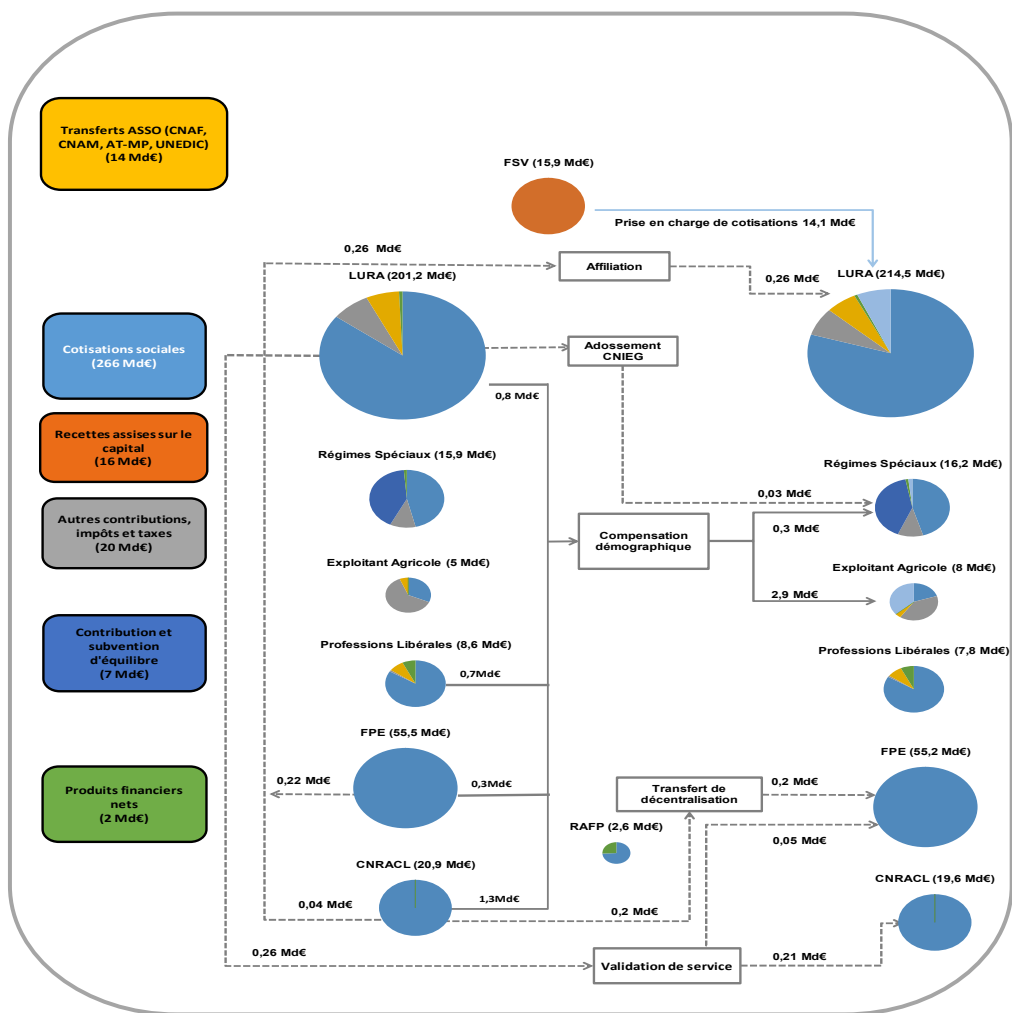 Transferts ASSO (CNAF,
CNAM, AT-MP, UNEDIC)
(14 Md€)
FSV (15,9 Md€)
Prise en charge de cotisations 14,1 Md€
0,26 Md€
Affiliation
LURA (201,2 Md€)
0,26 Md€
LURA (214,5 Md€)
Cotisations sociales
(266 Md€)
Adossement
CNIEG
0,8 Md€
Recettes assises sur le
capital
(16 Md€)
Régimes Spéciaux (15,9 Md€)
Régimes Spéciaux (16,2 Md€)
0,03 Md€
Autres contributions,
impôts et taxes
(20 Md€)
Compensation
démographique
0,3 Md€
Exploitant Agricole (5 Md€)
Exploitant Agricole (8 Md€)
2,9 Md€
Contribution et
subvention
d'équilibre
(7 Md€)
Professions Libérales (8,6 Md€)
0,7Md€
Professions Libérales (7,8 Md€)
FPE (55,5 Md€)
FPE (55,2 Md€)
0,22 Md€
0,3Md€
Produits financiers
nets
(2 Md€)
Transfert de
décentralisation
0,2 Md€
RAFP (2,6 Md€)
0,05 Md€
CNRACL (20,9 Md€)
CNRACL (19,6 Md€)
0,04 Md€
1,3Md€
0,2 Md€
0,26 Md€
Validation de service
0,21 Md€